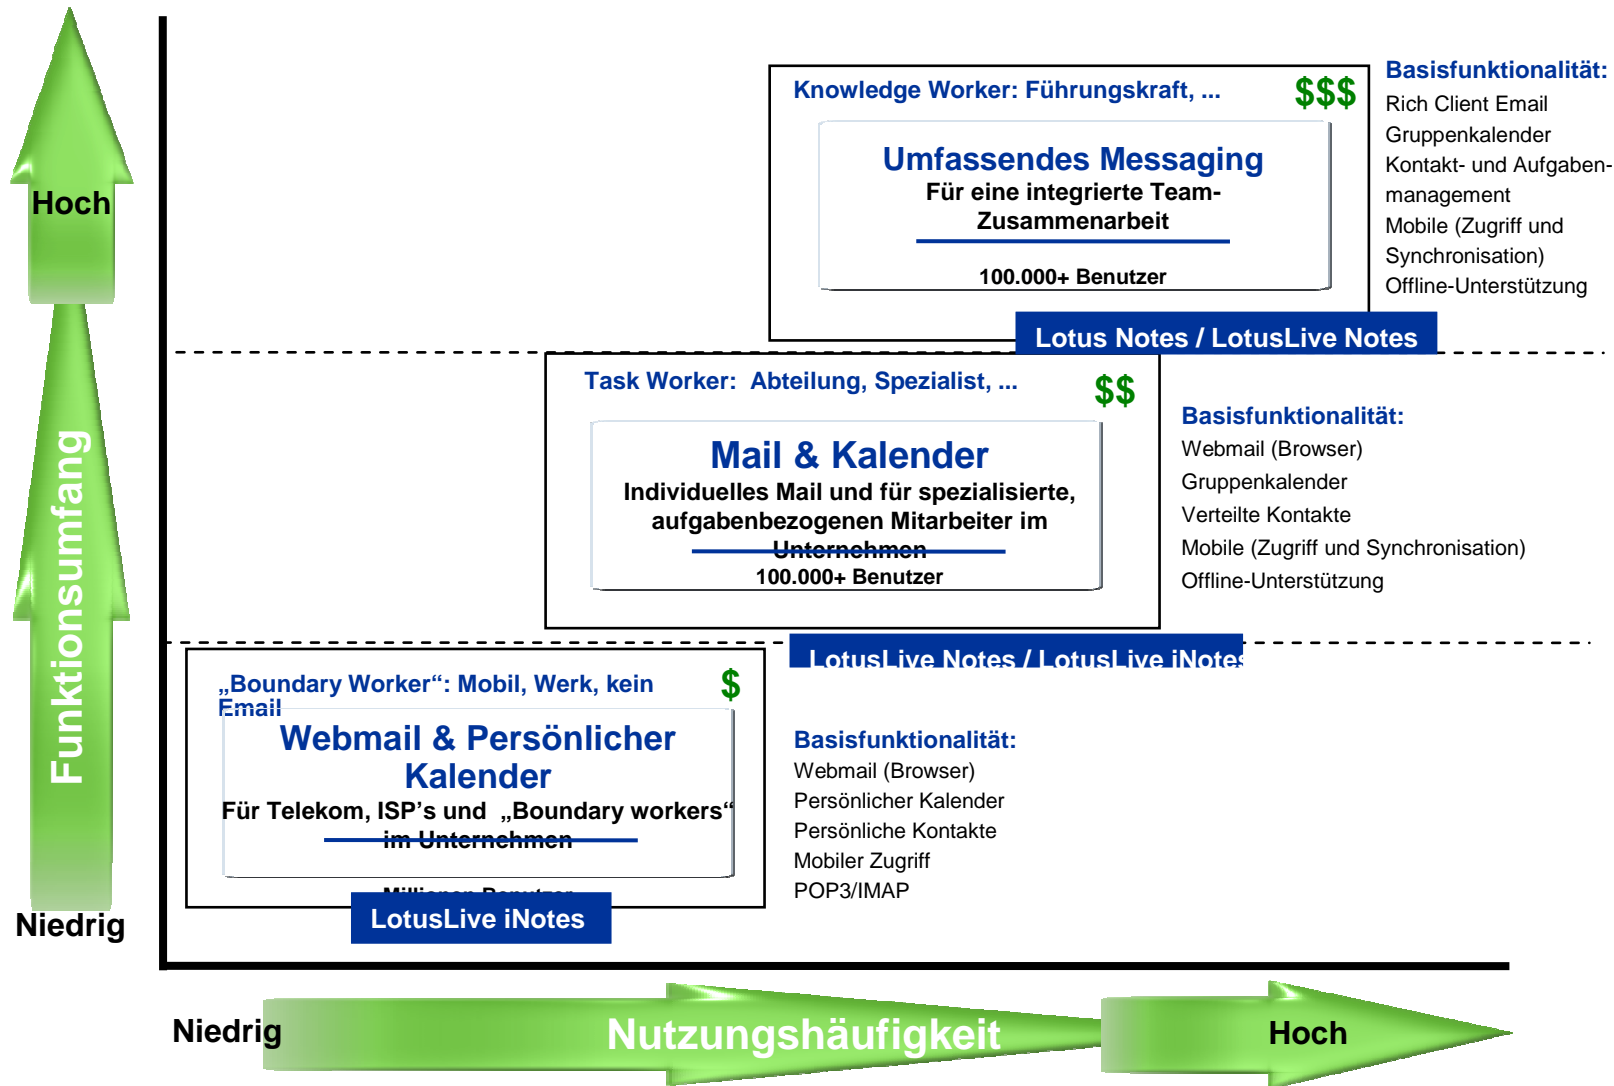 Hoch
Funktionsumfang
Niedrig
Knowledge Worker: Führungskraft, ...
$$$
Umfassendes Messaging
Für eine integrierte Team-
Zusammenarbeit
100.000+ Benutzer
Lotus Notes / LotusLive Notes
Basisfunktionalität:
Rich Client Email
Gruppenkalender
Kontakt- und Aufgaben-
management
Mobile (Zugriff und
Synchronisation)
Offline-Unterstützung
Task Worker: Abteilung, Spezialist, ...
$$
Mail & Kalender
Individuelles Mail und für spezialisierte,
aufgabenbezogenen Mitarbeiter im
Unternehmen
100.000+ Benutzer
LotusLive Notes / LotusLive iNotes
Basisfunktionalität:
Webmail (Browser)
Gruppenkalender
Verteilte Kontakte
Mobile (Zugriff und Synchronisation)
Offline-Unterstützung
„Boundary Worker“: Mobil, Werk, kein
Email
$
Webmail & Persönlicher
Kalender
Für Telekom, ISP’s und „Boundary workers“
im Unternehmen
Millionen Benutzer
LotusLive iNotes
Basisfunktionalität:
Webmail (Browser)
Persönlicher Kalender
Persönliche Kontakte
Mobiler Zugriff
POP3/IMAP
Niedrig
Nutzungshäufigkeit
Hoch